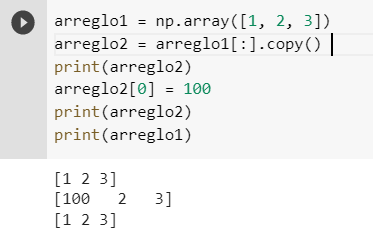 arreglo1 = np.array([1, 2, 3])
arreglo2 = arreglo1[:].copy()
print(arreglo2)
arreglo2[0] = 100
print(arreglo2)
print(arreglo1)
[1 2 3]
[100   2   3]
[1 2 3]